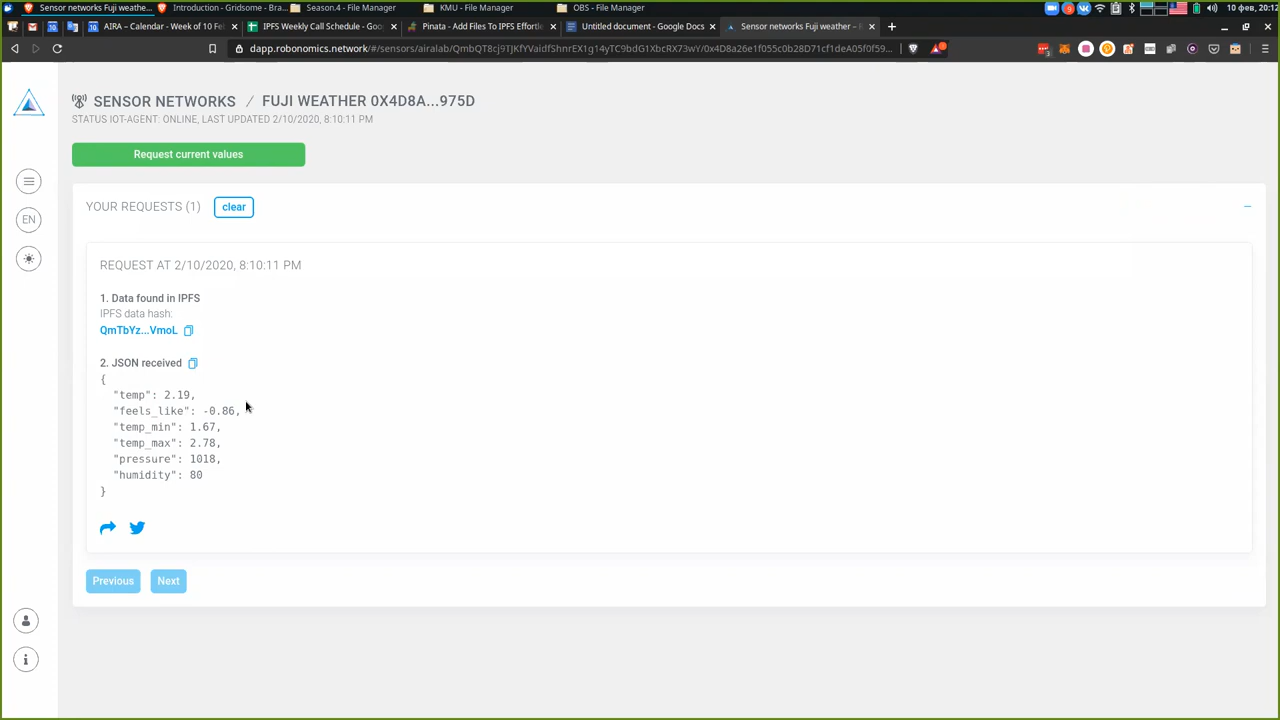 Sensor networks Fuji weathe...
Introduction - Gridsome - Bra...
Season.4 - File Manager
KMU - File Manager
OBS - File Manager
10 фев, 20:12
AIRA – Calendar - Week of 10 Fe
IPFS Weekly Call Schedule - Goo
Pinata - Add Files To IPFS Effortle
Untitled document - Google Docs
Sensor networks Fuji weather – R
dapp.robonomics.network/#/sensors/airalab/QmbQT8cj9TJKfYVaidfShnrEX1g14yTC9bdG1XbcRX73wY/0x4D8a26e1f055c0b28D71cf1deA05f0f59...
SENSOR NETWORKS / FUJI WEATHER 0X4D8A...975D
STATUS IOT-AGENT: ONLINE, LAST UPDATED 2/10/2020, 8:10:11 PM
Request current values
YOUR REQUESTS (1)
clear
EN
REQUEST AT 2/10/2020, 8:10:11 PM
1. Data found in IPFS
IPFS data hash:
QmTbYz...VmoL
2. JSON received
{
"temp": 2.19,
"feels_like": -0.86,
"temp_min": 1.67,
"temp_max": 2.78,
"pressure": 1018,
"humidity": 80
}
Previous
Next